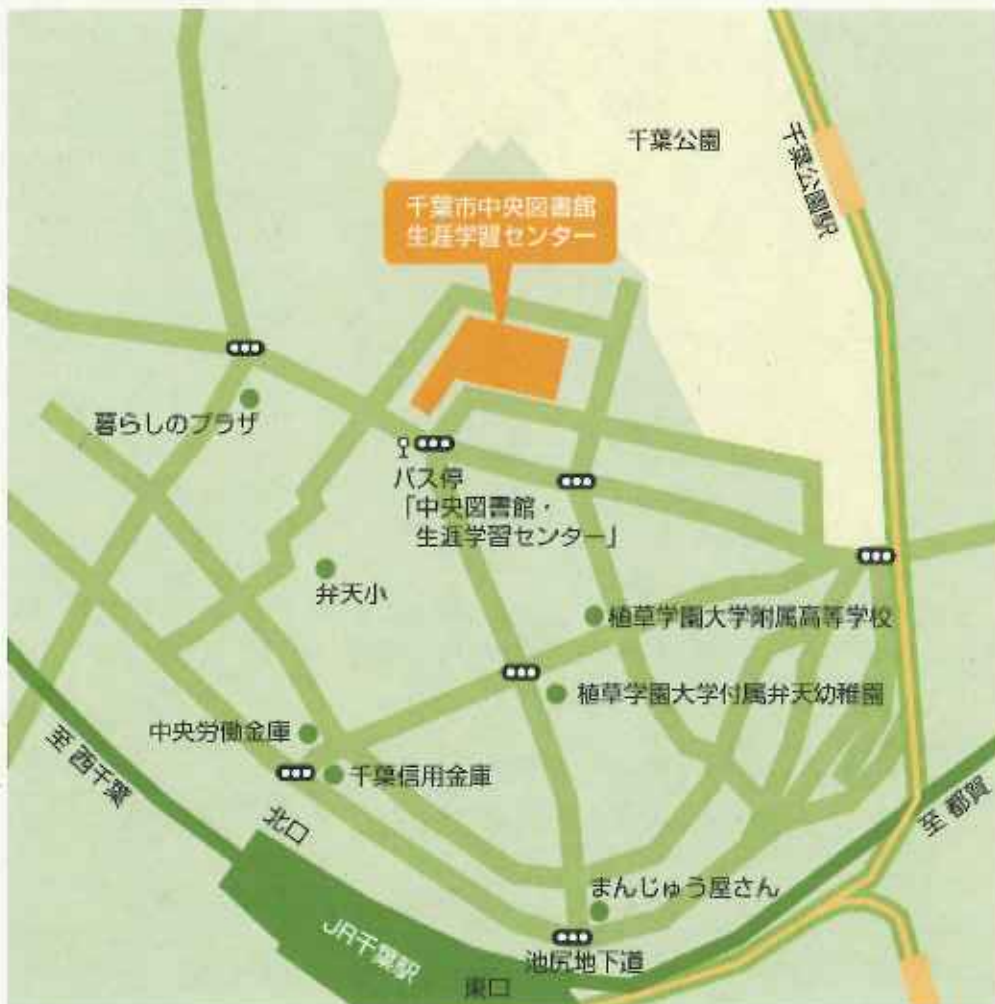 千葉公園
千葉公園駅
千葉市中央図書館
生涯学習センター
暮らしのプラザ
バス停
「中央図書館・
生涯学習センター」
弁天小
植草学園大学附属高等学校
植草学園大学付属弁天幼稚園
中央労働金庫
千葉信用金庫
至 西千葉
北口
至 都賀
まんじゅう屋さん
JR千葉駅
池尻地下道
東口